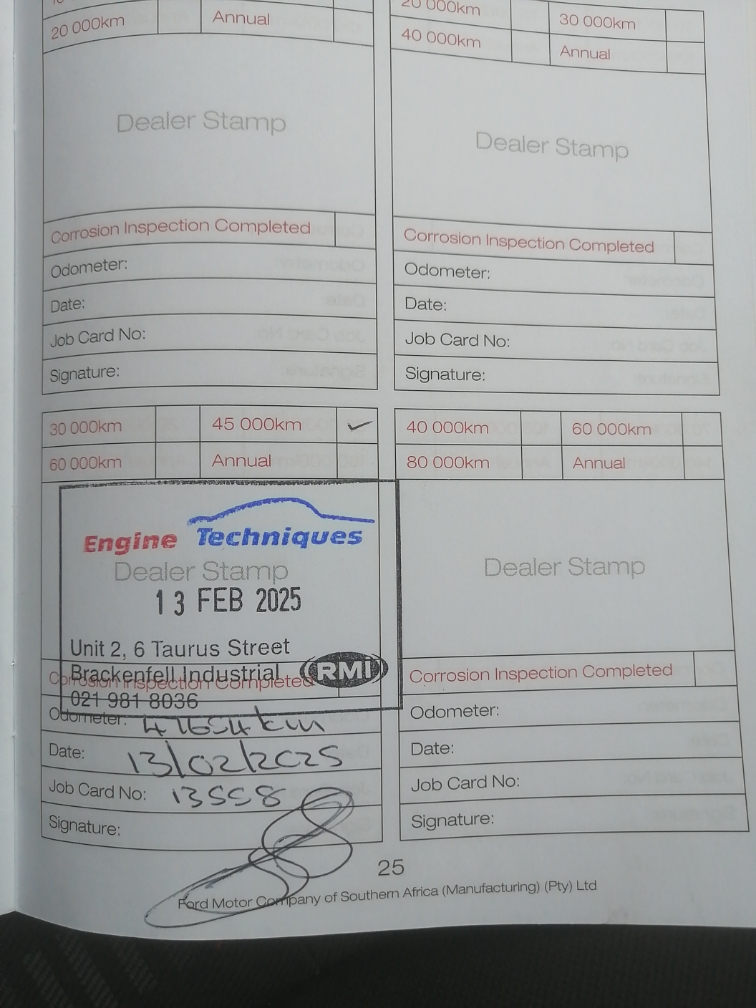 20 000km Annual
Dealer Stamp
Corrosion Inspection Completed
Odometer:
Date:
Job Card No:
Signature:
20 000km 30 000km
40 000km Annual
Dealer Stamp
Corrosion Inspection Completed
Odometer:
Date:
Job Card No:
Signature:
30 000km 45 000km ✓
60 000km Annual
Engine Techniques
Dealer Stamp
13 FEB 2025
Unit 2, 6 Taurus Street
Brackenfell Industrial RMi
Corrosion Inspection Completed
021 981 8036
Odometer: 47654km
Date: 13/02/2025
Job Card No: 13558
Signature:
40 000km 60 000km
80 000km Annual
Dealer Stamp
Corrosion Inspection Completed
Odometer:
Date:
Job Card No:
Signature:
25
Ford Motor Company of Southern Africa (Manufacturing) (Pty) Ltd